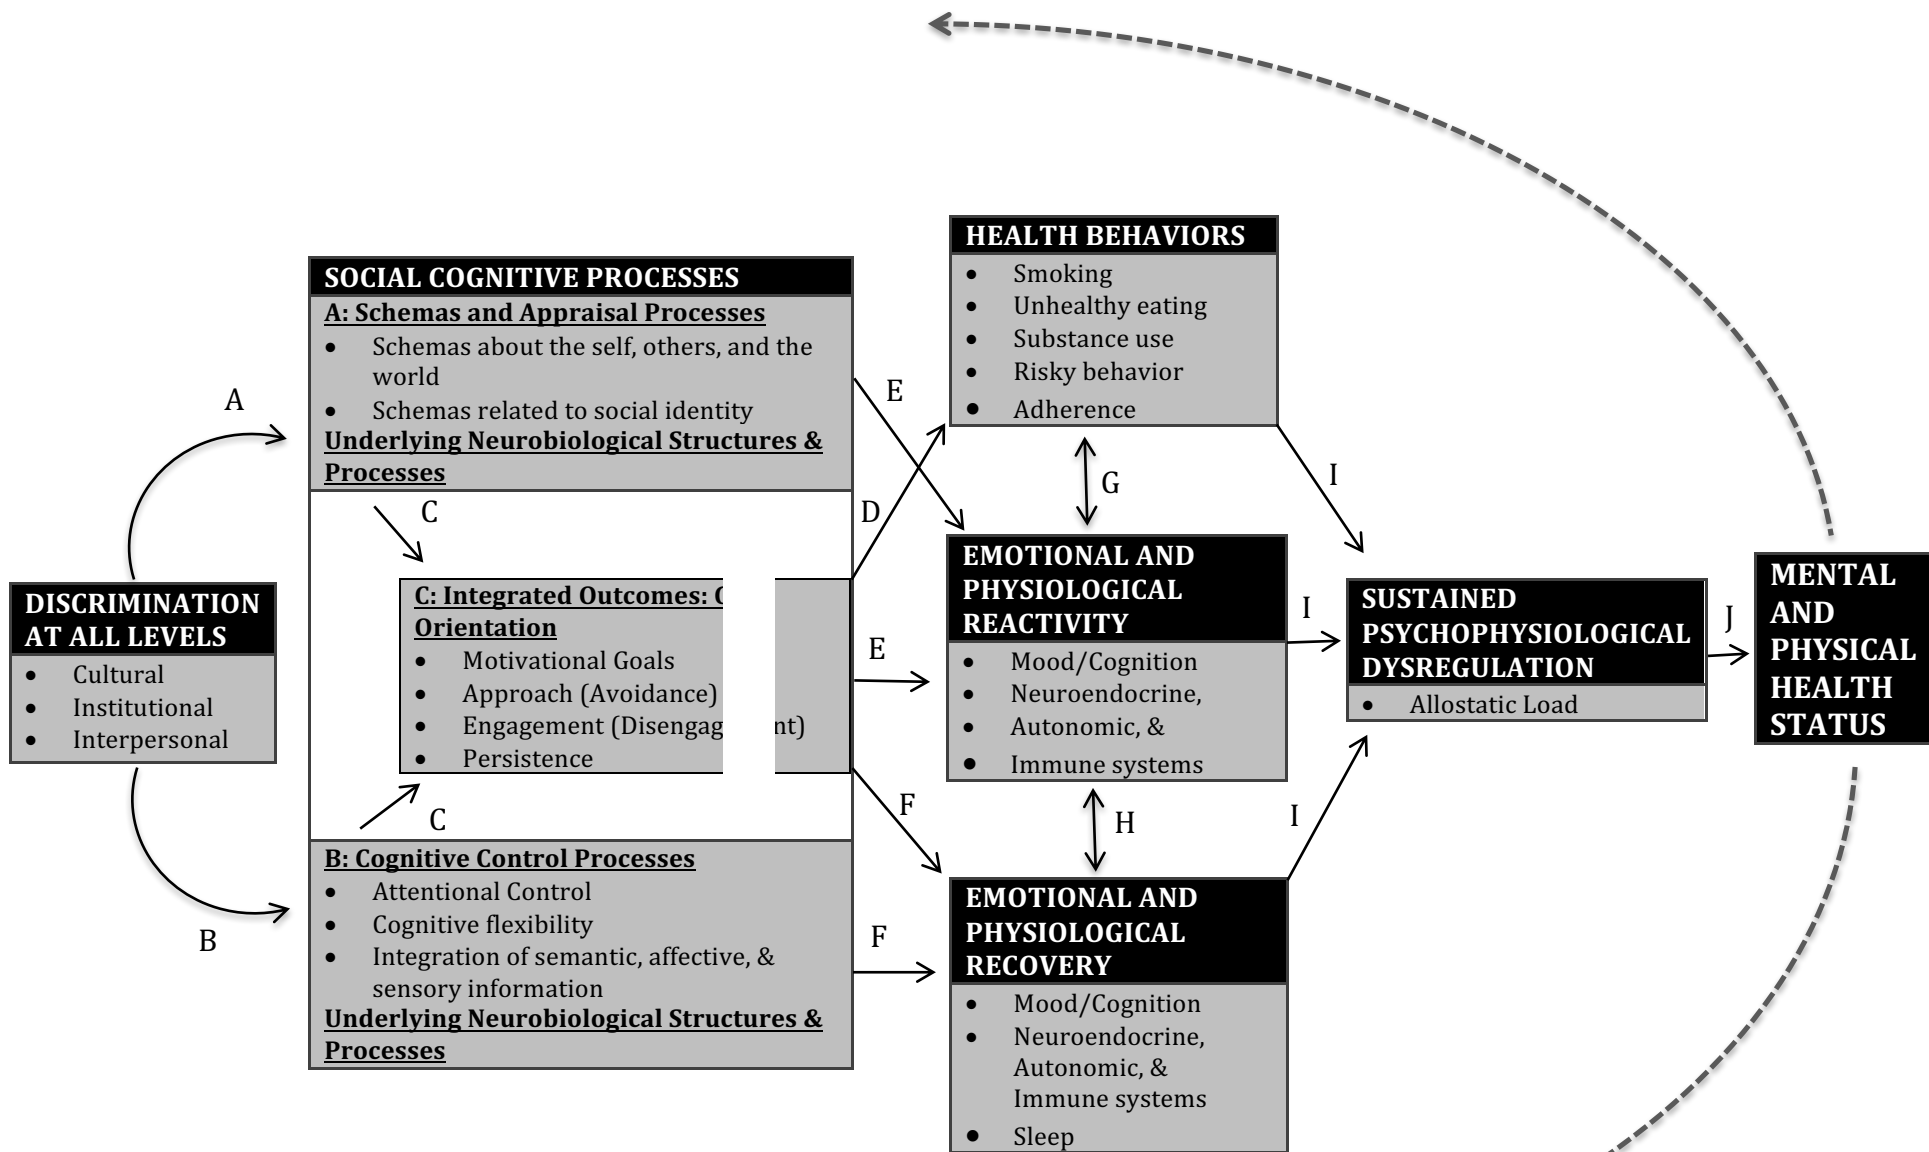 DISCRIMINATION
AT ALL LEVELS
• Cultural
• Institutional
• Interpersonal
A
B
SOCIAL COGNITIVE PROCESSES
A: Schemas and Appraisal Processes
• Schemas about the self, others, and the
world
• Schemas related to social identity
Underlying Neurobiological Structures &
Processes
C
C: Integrated Outcomes:
Orientation
• Motivational Goals
• Approach (Avoidance)
• Engagement
• Persistence
C
B: Cognitive Control Processes
• Attentional Control
• Cognitive flexibility
• Integration of semantic, affective, &
sensory information
Underlying Neurobiological Structures &
Processes
E
D
E
F
F
HEALTH BEHAVIORS
• Smoking
• Unhealthy eating
• Substance use
• Risky behavior
• Adherence
G
EMOTIONAL AND
PHYSIOLOGICAL
REACTIVITY
• Mood/Cognition
• Neuroendocrine,
• Autonomic, &
• Immune systems
H
EMOTIONAL AND
PHYSIOLOGICAL
RECOVERY
• Mood/Cognition
• Neuroendocrine,
Autonomic, &
Immune systems
• Sleep
I
I
I
SUSTAINED
PSYCHOPHYSIOLOGICAL
DYSREGULATION
• Allostatic Load
J
MENTAL
AND
PHYSICAL
HEALTH
STATUS